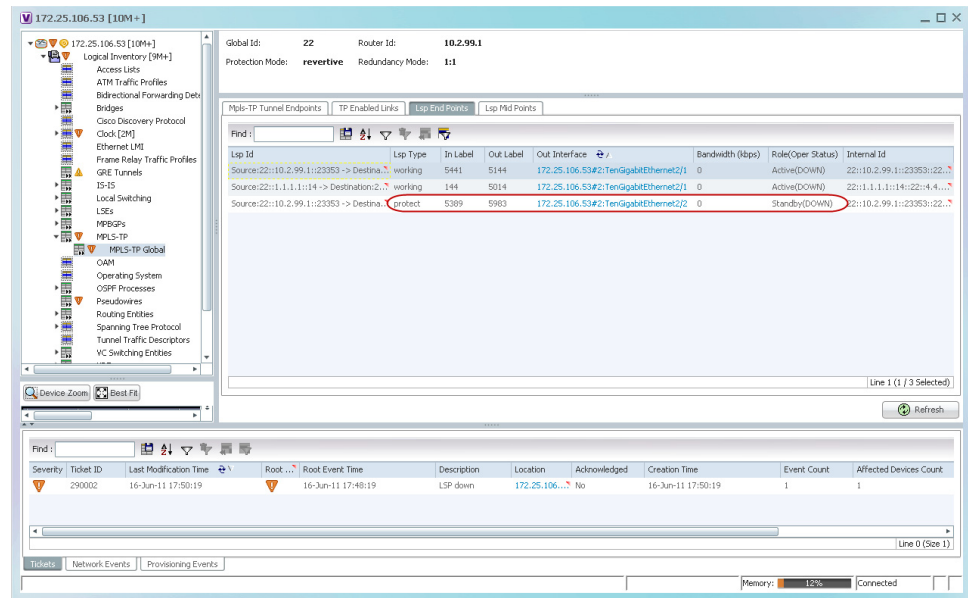 172.25.106.53 [10M+]
172.25.106.53 [10M+]
Logical Inventory [9M+]
Access Lists
ATM Traffic Profiles
Bidirectional Forwarding Dete
Bridges
Cisco Discovery Protocol
Clock [2M]
Ethernet LMI
Frame Relay Traffic Profiles
GRE Tunnels
IS-IS
Local Switching
LSEs
MPBGPs
MPLS-TP
MPLS-TP Global
OAM
Operating System
OSPF Processes
Pseudowires
Routing Entities
Spanning Tree Protocol
Tunnel Traffic Descriptors
VC Switching Entities
Device Zoom Best Fit
Global Id: 22 Router Id: 10.2.99.1
Protection Mode: revertive Redundancy Mode: 1:1
Mpls-TP Tunnel Endpoints TP Enabled Links Lsp End Points Lsp Mid Points
Find :
Lsp Id Lsp Type In Label Out Label Out Interface Bandwidth (kbps) Role(Oper Status) Internal Id
Source:22::10.2.99.1::23353 -> Destina... working 5441 5144 172.25.106.53#2:TenGigabitEthernet2/1 0 Active(DOWN) 22::10.2.99.1::23353::22...
Source:22::1.1.1.1::14 -> Destination:2... working 144 5014 172.25.106.53#2:TenGigabitEthernet2/1 0 Active(DOWN) 22::1.1.1.1::14::22::4.4....
Source:22::10.2.99.1::23353 -> Destina... protect 5389 5983 172.25.106.53#2:TenGigabitEthernet2/2 0 Standby(DOWN) 22::10.2.99.1::23353::22...
Line 1 (1 / 3 Selected)
Refresh
Find :
Severity Ticket ID Last Modification Time Root ... Root Event Time Description Location Acknowledged Creation Time Event Count Affected Devices Count
290002 16-Jun-11 17:50:19 16-Jun-11 17:48:19 LSP down 172.25.106... No 16-Jun-11 17:50:19 1 1
Line 0 (Size 1)
Tickets Network Events Provisioning Events
Memory: 12% Connected